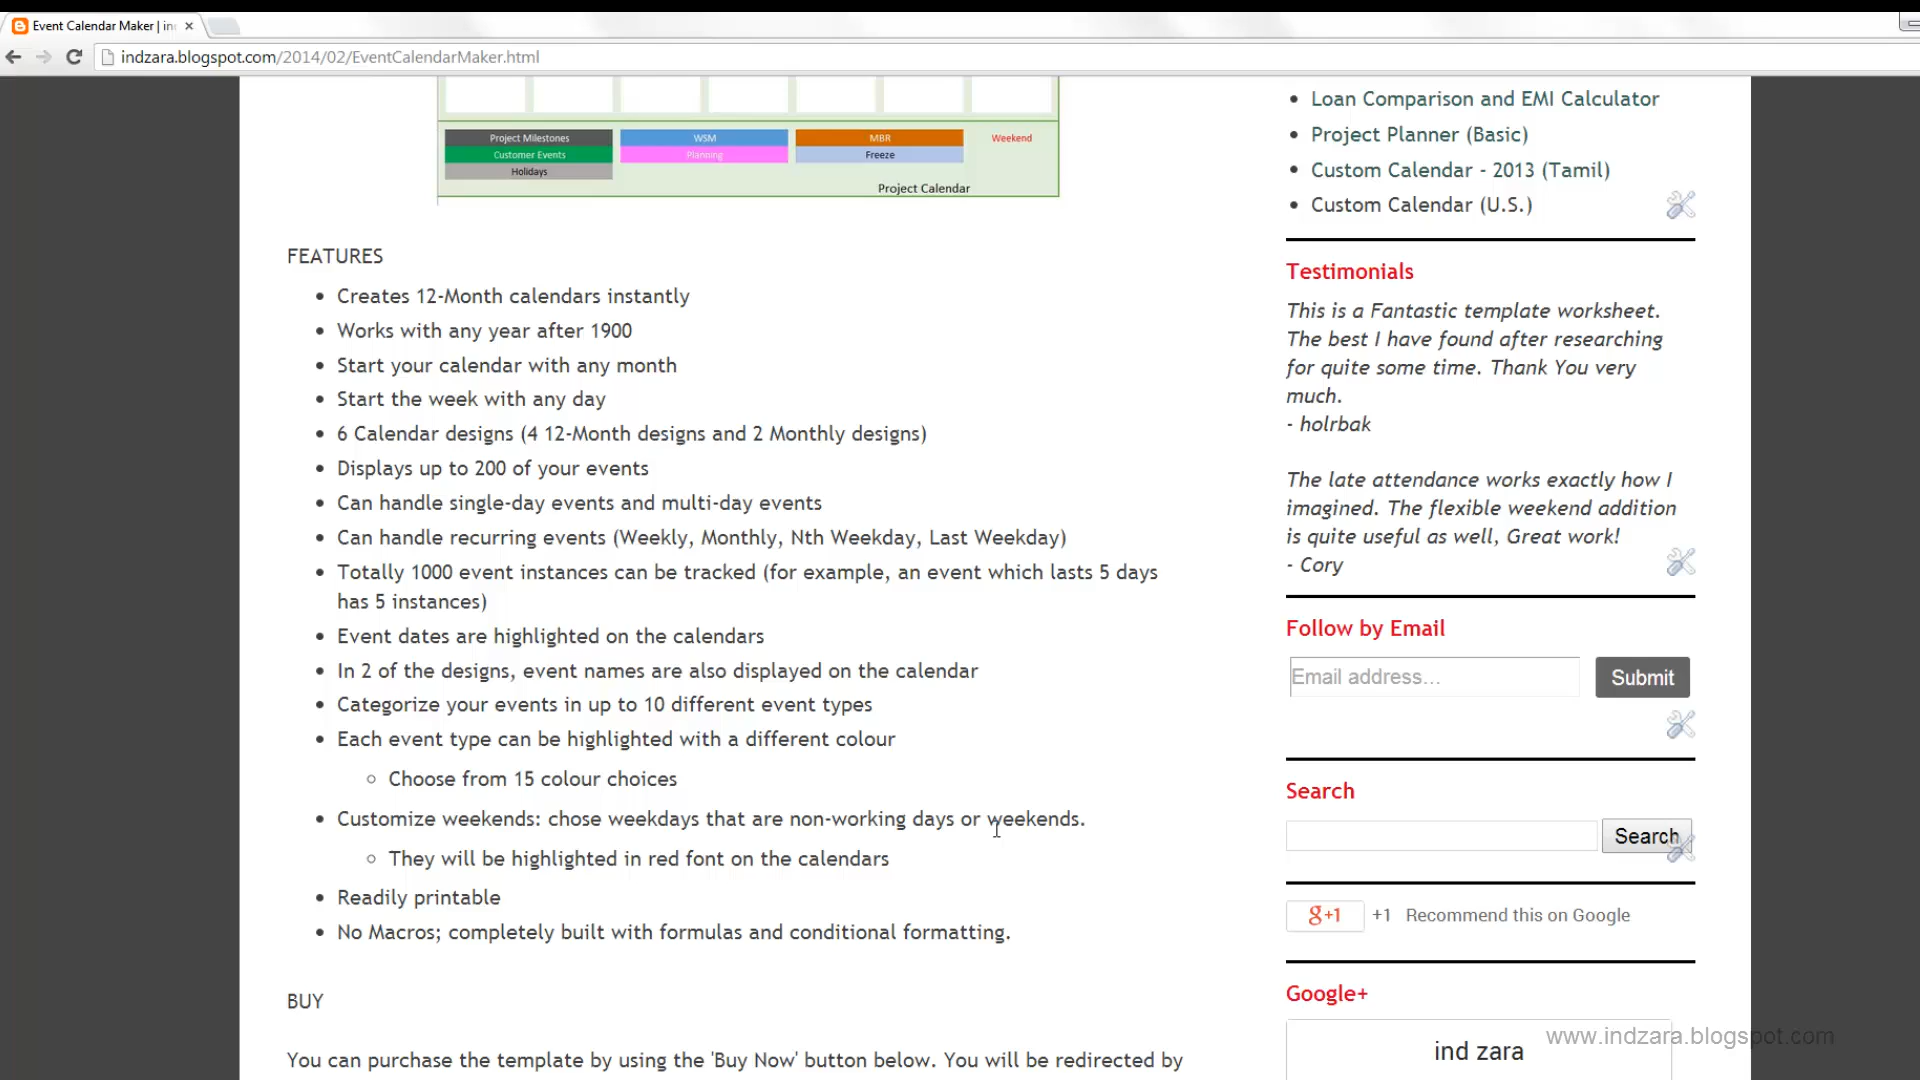 Event Calendar Maker | in
indzara.blogspot.com/2014/02/EventCalendarMaker.html
Project Milestones
WSM
MBR
Weekend
Customer Events
Planning
Freeze
Holidays
Project Calendar
FEATURES
Creates 12-Month calendars instantly
Works with any year after 1900
Start your calendar with any month
Start the week with any day
6 Calendar designs (4 12-Month designs and 2 Monthly designs)
Displays up to 200 of your events
Can handle single-day events and multi-day events
Can handle recurring events (Weekly, Monthly, Nth Weekday, Last Weekday)
Totally 1000 event instances can be tracked (for example, an event which lasts 5 days
has 5 instances)
Event dates are highlighted on the calendars
In 2 of the designs, event names are also displayed on the calendar
Categorize your events in up to 10 different event types
Each event type can be highlighted with a different colour
Choose from 15 colour choices
Customize weekends: chose weekdays that are non-working days or weekends.
They will be highlighted in red font on the calendars
Readily printable
No Macros; completely built with formulas and conditional formatting.
BUY
You can purchase the template by using the 'Buy Now' button below. You will be redirected by
Loan Comparison and EMI Calculator
Project Planner (Basic)
Custom Calendar - 2013 (Tamil)
Custom Calendar (U.S.)
Testimonials
This is a Fantastic template worksheet.
The best I have found after researching
for quite some time. Thank You very
much.
- holrbak
The late attendance works exactly how I
imagined. The flexible weekend addition
is quite useful as well, Great work!
- Cory
Follow by Email
Email address...
Submit
Search
Search
g+1
+1 Recommend this on Google
Google+
ind zara
www.indzara.blogspot.com